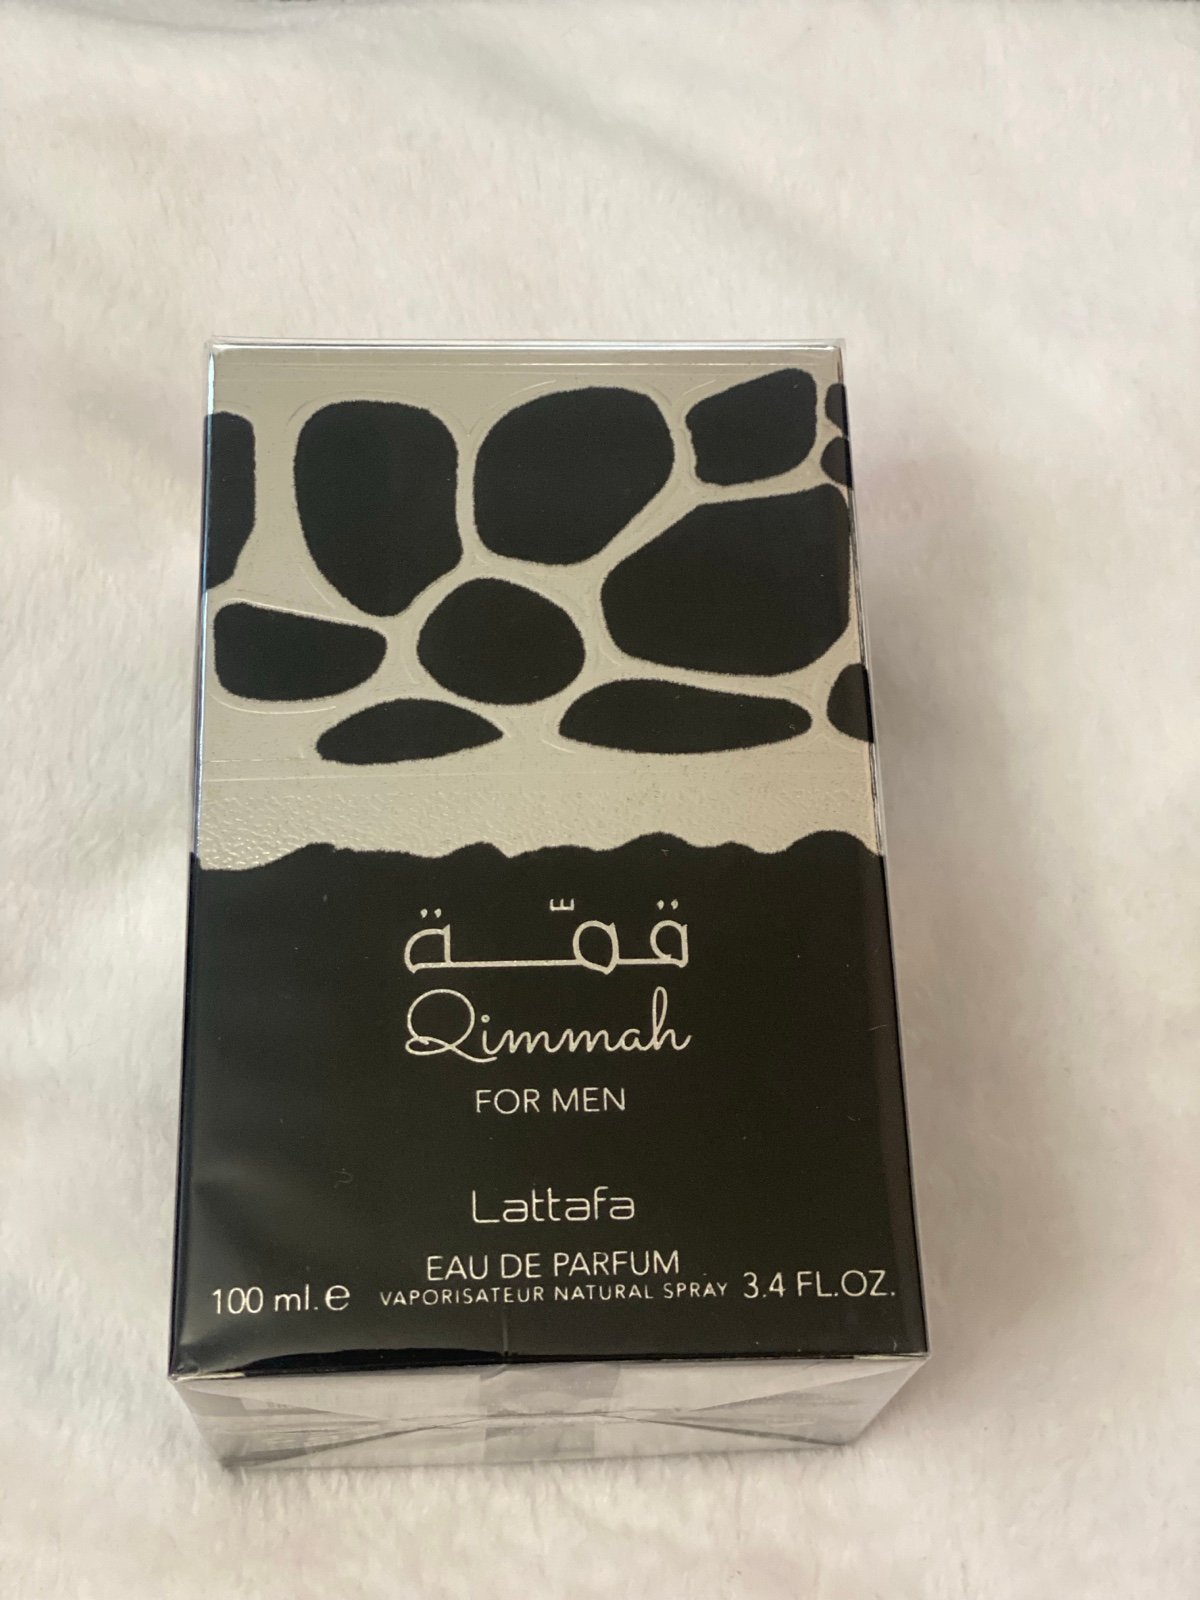 قمّة
Qimmah
FOR MEN
Lattafa
EAU DE PARFUM
100 ml. e VAPORISATEUR NATURAL SPRAY 3.4 FL.OZ.